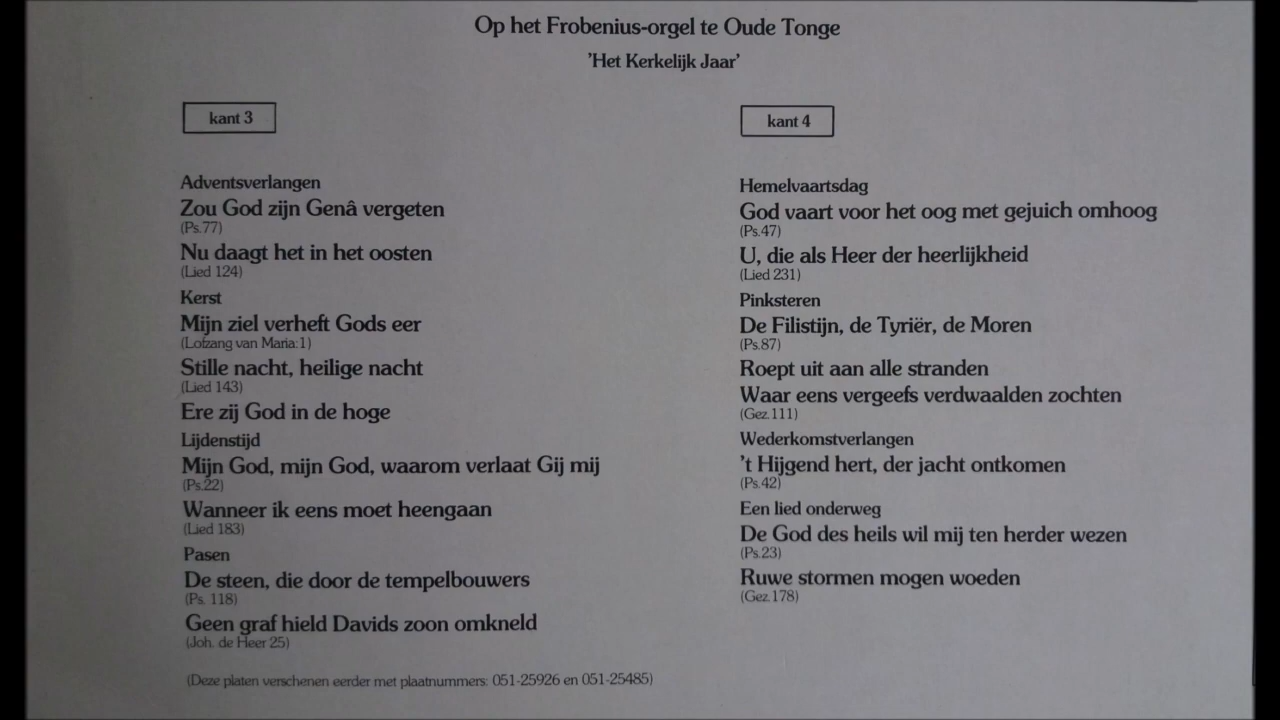 Op het Frobenius-orgel te Oude Tonge
'Het Kerkelijk Jaar'
kant 3
Adventsverlangen
Zou God zijn Genâ vergeten
(Ps.77)
Nu daagt het in het oosten
(Lied 124)
Kerst
Mijn ziel verheft Gods eer
(Lofzang van Maria:1)
Stille nacht, heilige nacht
(Lied 143)
Ere zij God in de hoge
Lijdenstijd
Mijn God, mijn God, waarom verlaat Gij mij
(Ps.22)
Wanneer ik eens moet heengaan
(Lied 183)
Pasen
De steen, die door de tempelbouwers
(Ps. 118)
Geen graf hield Davids zoon omkneld
(Joh. de Heer 25)
kant 4
Hemelvaartsdag
God vaart voor het oog met gejuich omhoog
(Ps.47)
U, die als Heer der heerlijkheid
(Lied 231)
Pinksteren
De Filistijn, de Tyriër, de Moren
(Ps.87)
Roept uit aan alle stranden
Waar eens vergeefs verdwaalden zochten
(Gez.111)
Wederkomstverlangen
't Hijgend hert, der jacht ontkomen
(Ps.42)
Een lied onderweg
De God des heils wil mij ten herder wezen
(Ps.23)
Ruwe stormen mogen woeden
(Gez.178)
(Deze platen verschenen eerder met plaatnummers: 051-25926 en 051-25485)